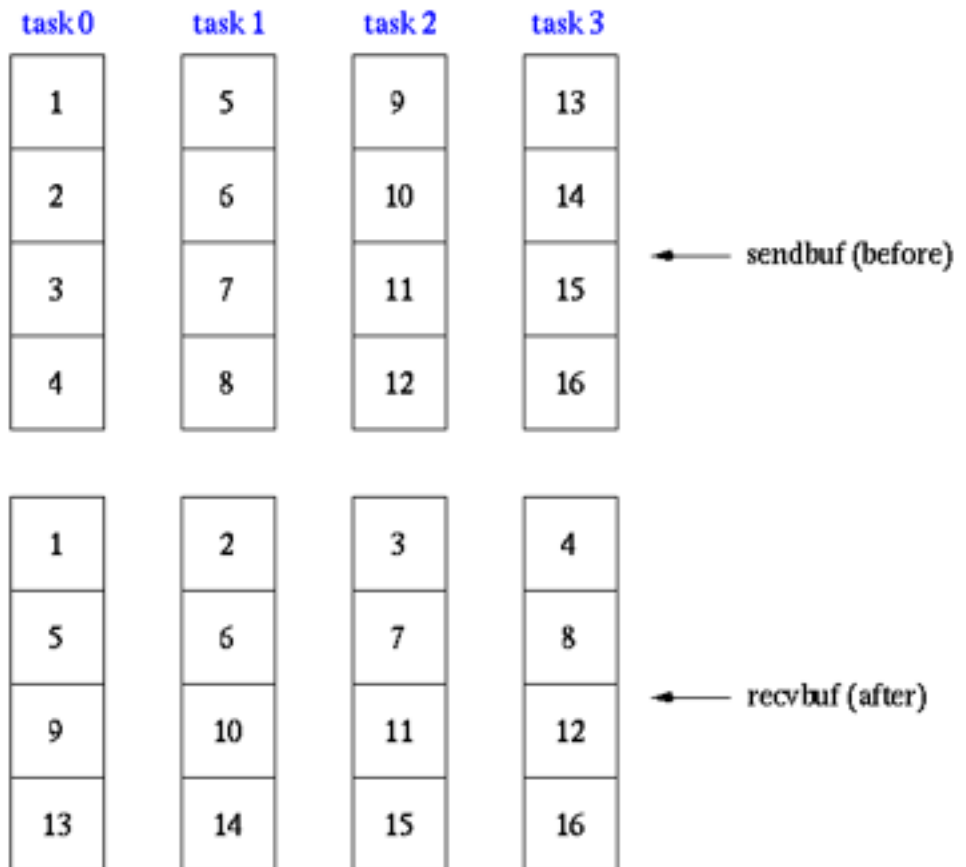 task 0 task 1 task 2 task 3
1 5 9 13
2 6 10 14
sendbuf (before)
3 7 11 15
4 8 12 16
1 2 3 4
5 6 7 8
recvbuf (after)
9 10 11 12
13 14 15 16